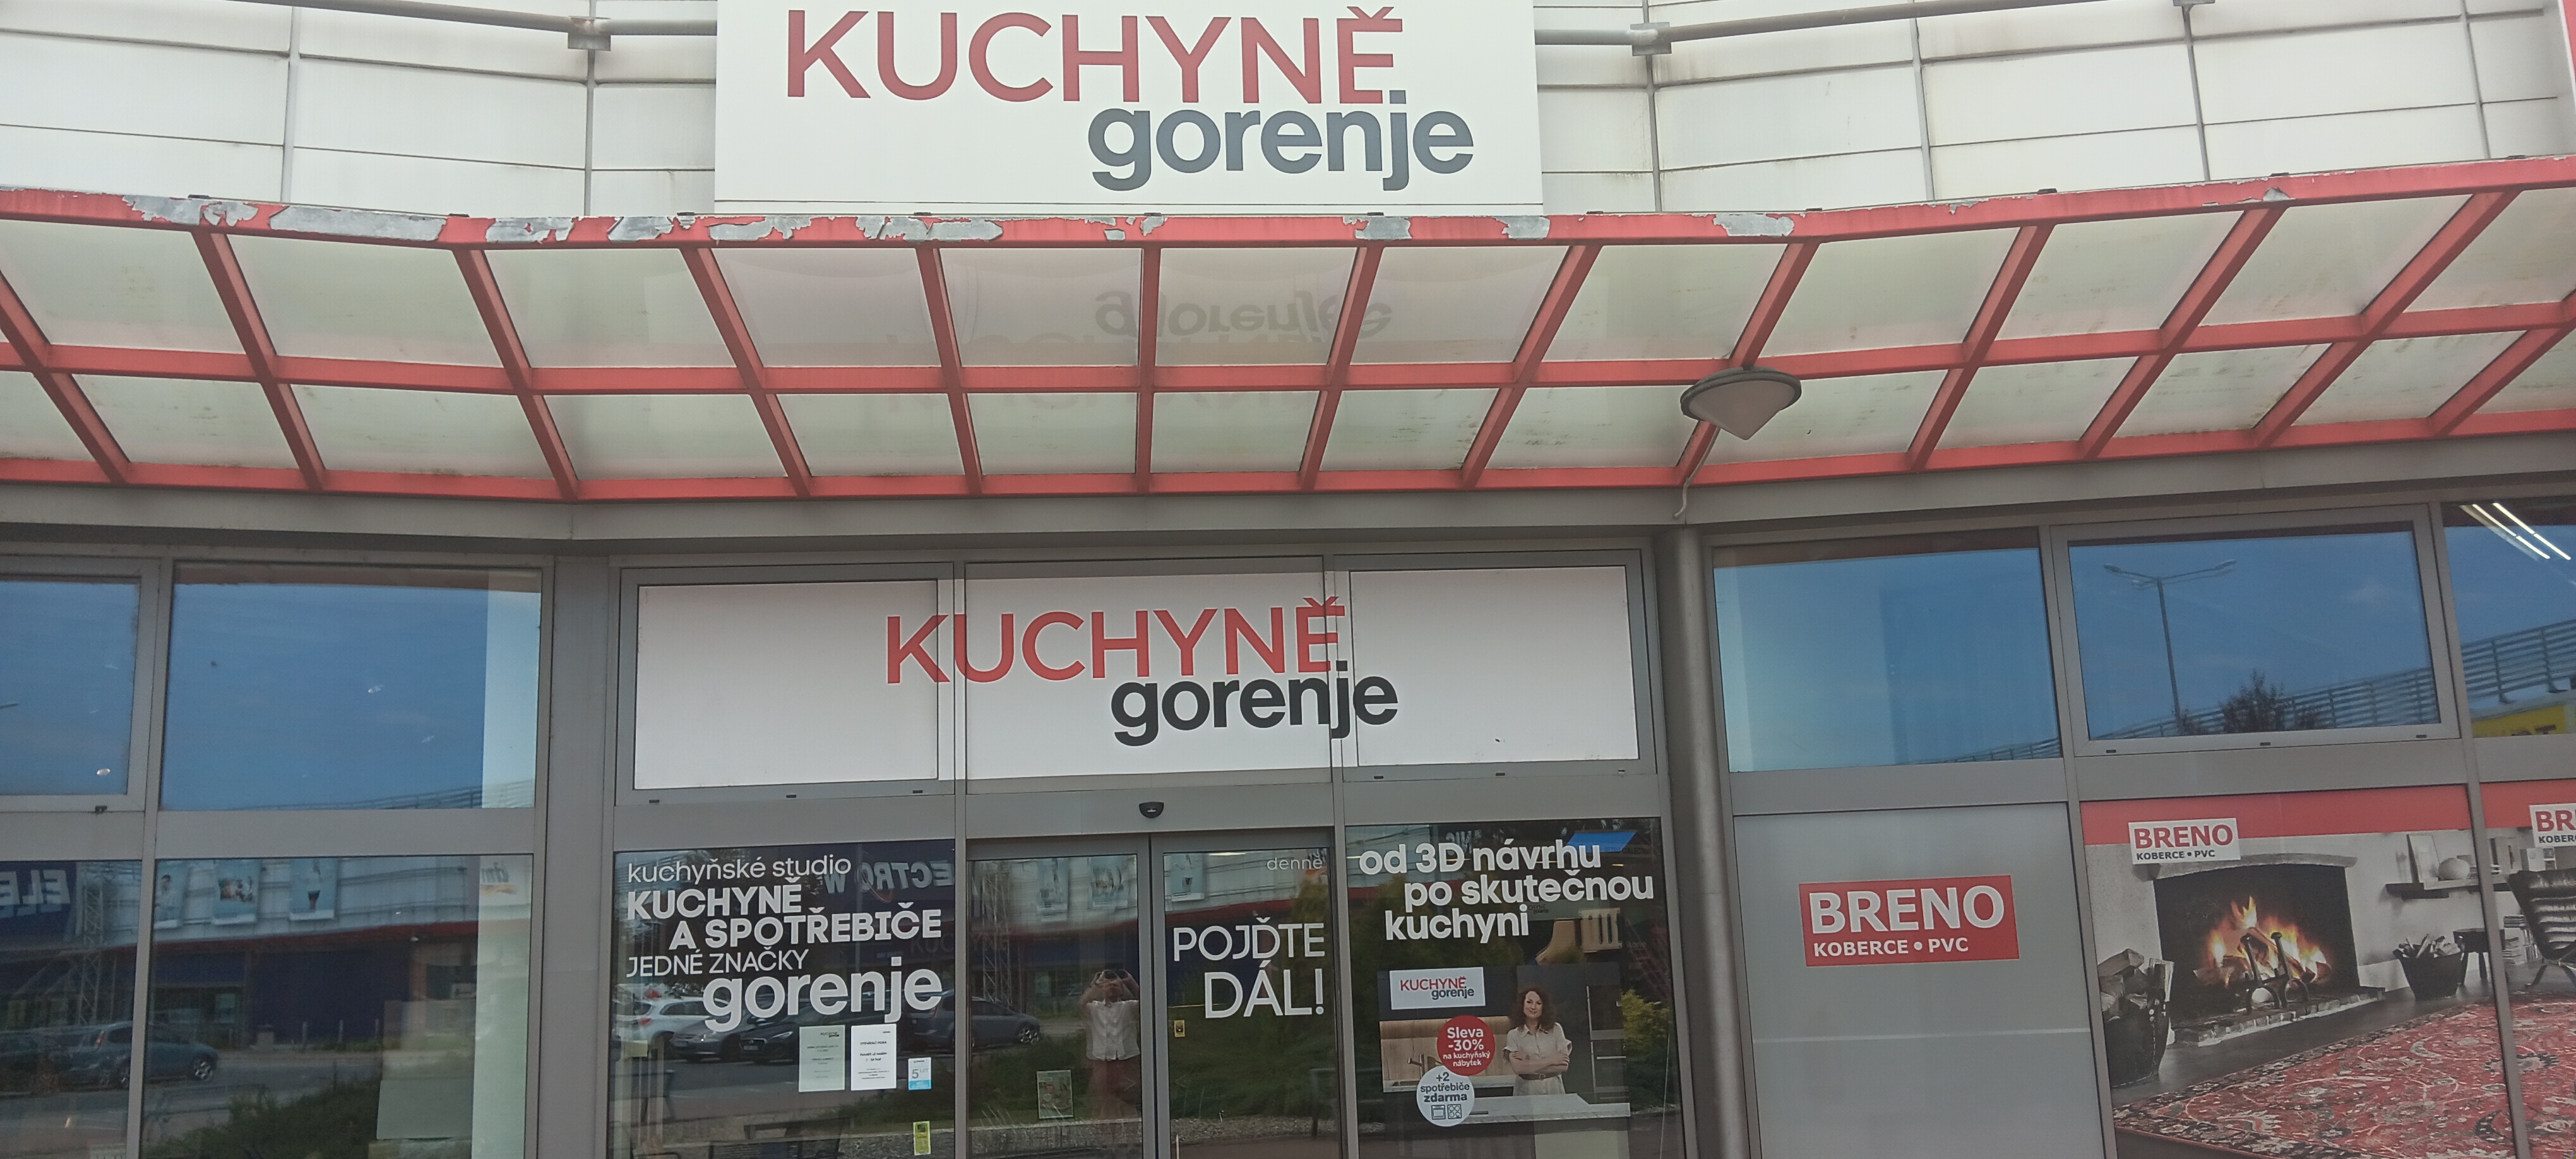 KUCHYNĚ
gorenje
KUCHYNĚ
gorenje
kuchyňské studio
KUCHYNĚ
A SPOTŘEBIČE
JEDNÉ ZNAČKY
gorenje
denně
POJĎTE
DÁL!
od 3D návrhu
po skutečnou
kuchyni
KUCHYNĚ
gorenje
Sleva
-30%
na kuchyňský
nábytek
+2
spotřebiče
zdarma
BRENO
KOBERCE • PVC
BRENO
KOBERCE • PVC